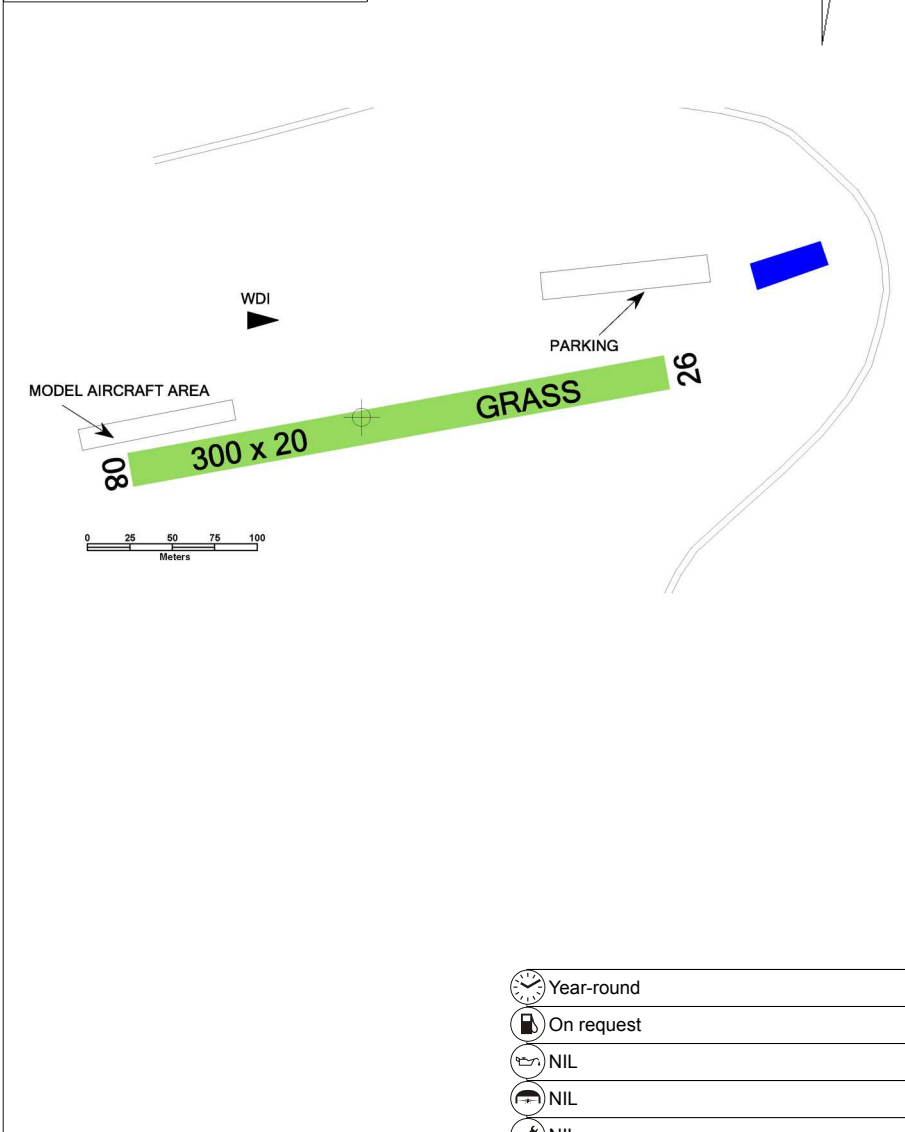 WDI
PARKING
MODEL AIRCRAFT AREA
26
GRASS
300 x 20
08
0 25 50 75 100
Meters
Year-round
On request
NIL
NIL
NIL